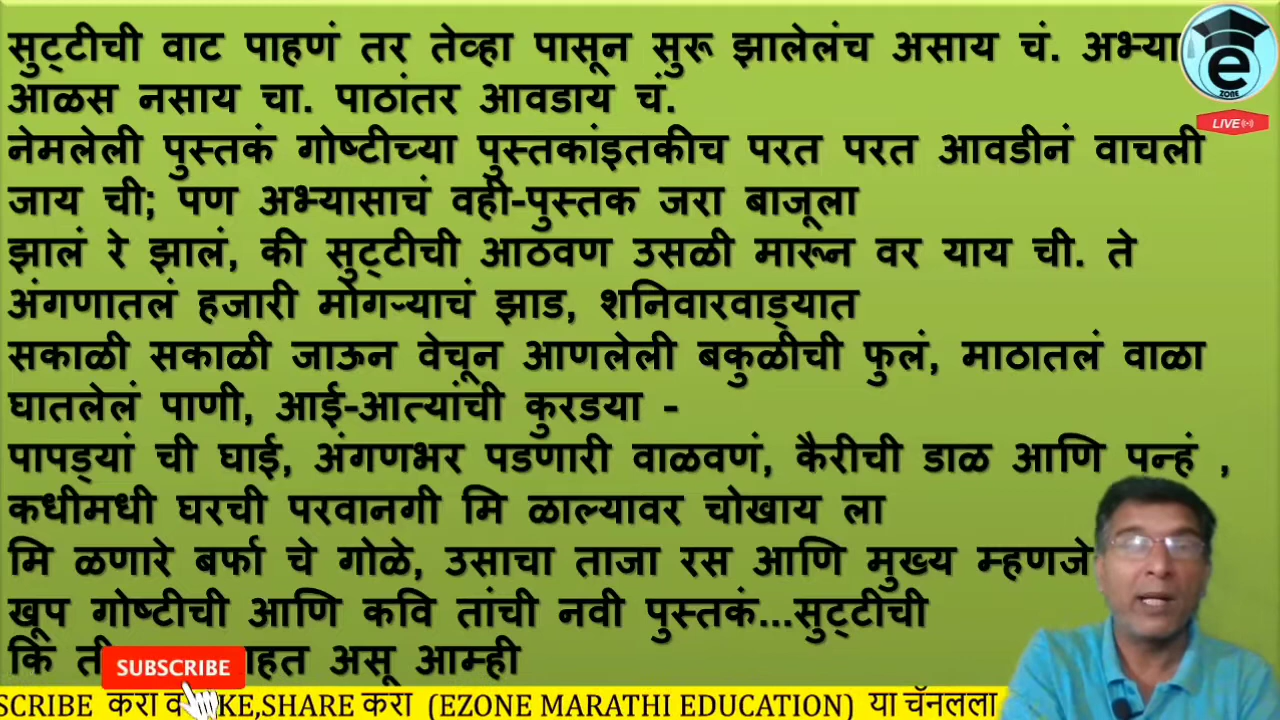 सुट्टीची वाट पाहणं तर तेव्हा पासून सुरू झालेलंच असाय चं. अभ्या
आळस नसाय चा. पाठांतर आवडाय चं.
नेमलेली पुस्तकं गोष्टीच्या पुस्तकांइतकीच परत परत आवडीनं वाचली
जाय ची; पण अभ्यासाचं वही-पुस्तक जरा बाजूला
झालं रे झालं, की सुट्टीची आठवण उसळी मारून वर याय ची. ते
अंगणातलं हजारी मोगऱ्याचं झाड, शनिवारवाड्यात
सकाळी सकाळी जाऊन वेचून आणलेली बकुळीची फुलं, माठातलं वाळा
घातलेलं पाणी, आई-आत्यांची कुरडया -
पापड्यां ची घाई, अंगणभर पडणारी वाळवणं, कैरीची डाळ आणि पन्हं ,
कधीमधी घरची परवानगी मि ळाल्यावर चोखाय ला
मि ळणारे बर्फा चे गोळे, उसाचा ताजा रस आणि मुख्य म्हणजे
खूप गोष्टीची आणि कवि तांची नवी पुस्तकं...सुट्टीची
कि ती हत असू आम्ही
e
ZONE
LIVE
SUBSCRIBE
SCRIBE करा व KE,SHARE करा (EZONE MARATHI EDUCATION) या चॅनलला